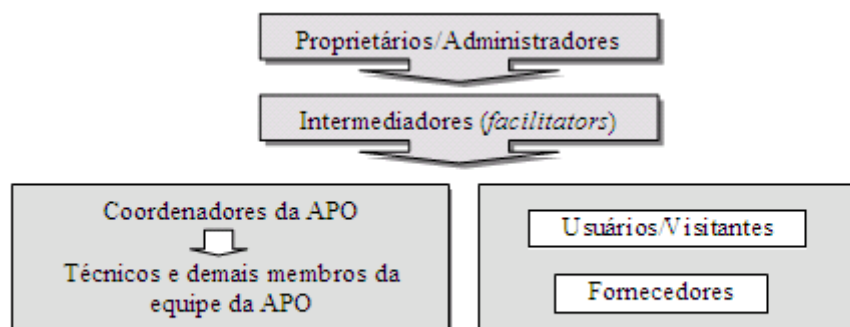 Proprietários/Administradores
Intermediadores (facilitators)
Coordenadores da APO
Técnicos e demais membros da
equipe da APO
Usuários/Visitantes
Fornecedores